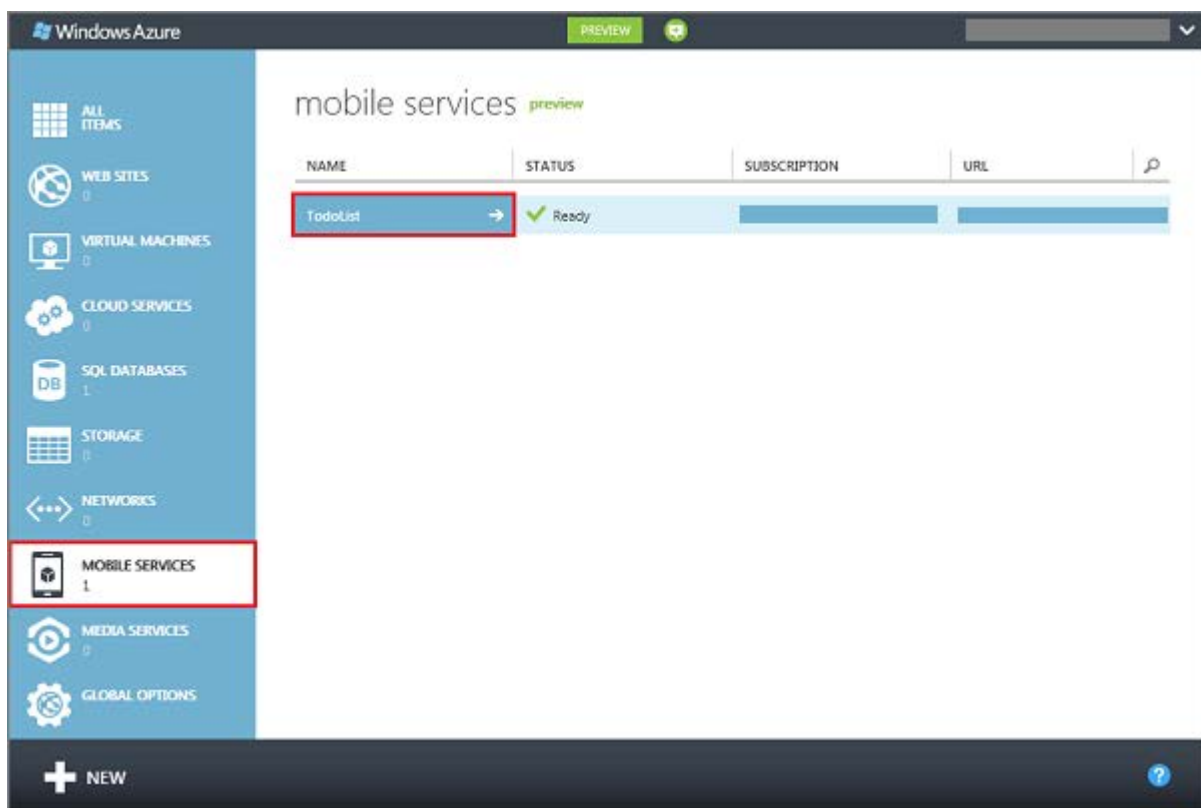 Windows Azure
PREVIEW
ALL
ITEMS
WEB SITES
0
VIRTUAL MACHINES
0
CLOUD SERVICES
0
DB
SQL DATABASES
1
STORAGE
0
NETWORKS
0
MOBILE SERVICES
1
MEDIA SERVICES
0
GLOBAL OPTIONS
mobile services preview
NAME STATUS SUBSCRIPTION URL
TodoList Ready
NEW
?